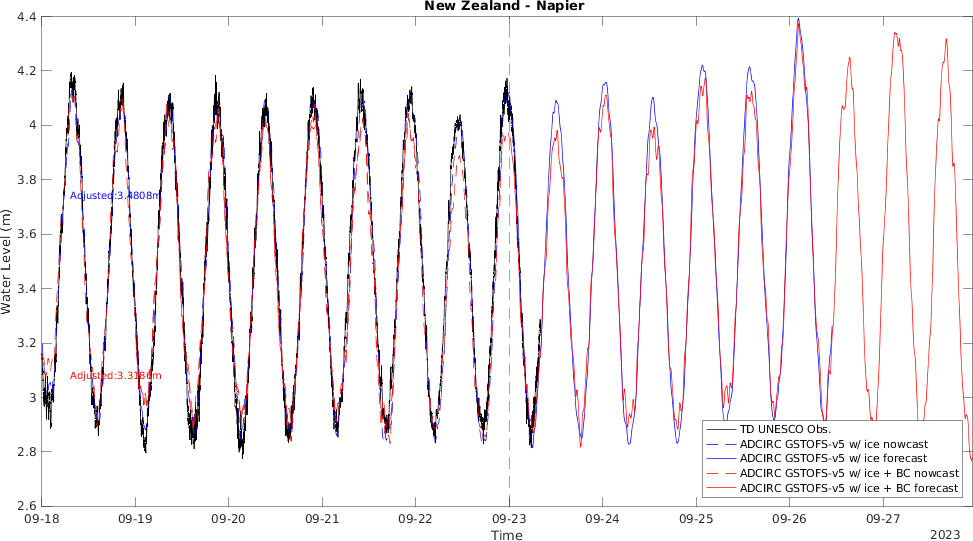 New Zealand - Napier
4.4
4.2
4
3.8
3.6
3.4
3.2
3
2.8
2.6
Water Level (m)
Adjusted:3.4808m
Adjusted:3.3186m
TD UNESCO Obs.
ADCIRC GSTOFS-v5 w/ ice nowcast
ADCIRC GSTOFS-v5 w/ ice forecast
ADCIRC GSTOFS-v5 w/ ice + BC nowcast
ADCIRC GSTOFS-v5 w/ ice + BC forecast
09-18 09-19 09-20 09-21 09-22 09-23 09-24 09-25 09-26 09-27
Time
2023